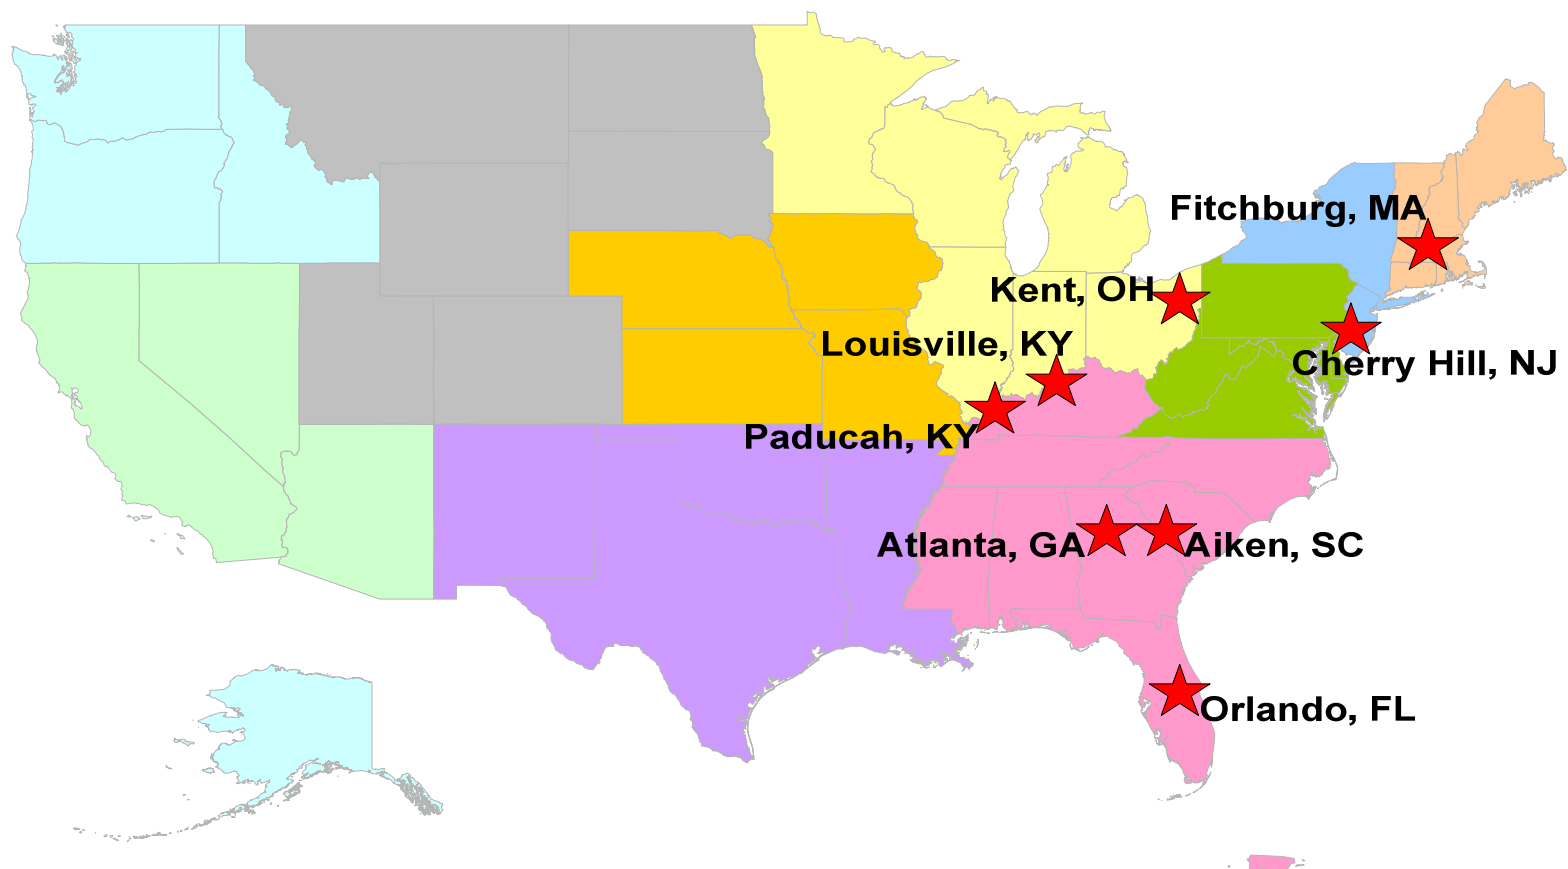 Fitchburg, MA
Kent, OH
Louisville, KY
Cherry Hill, NJ
Paducah, KY
Atlanta, GA
Aiken, SC
Orlando, FL